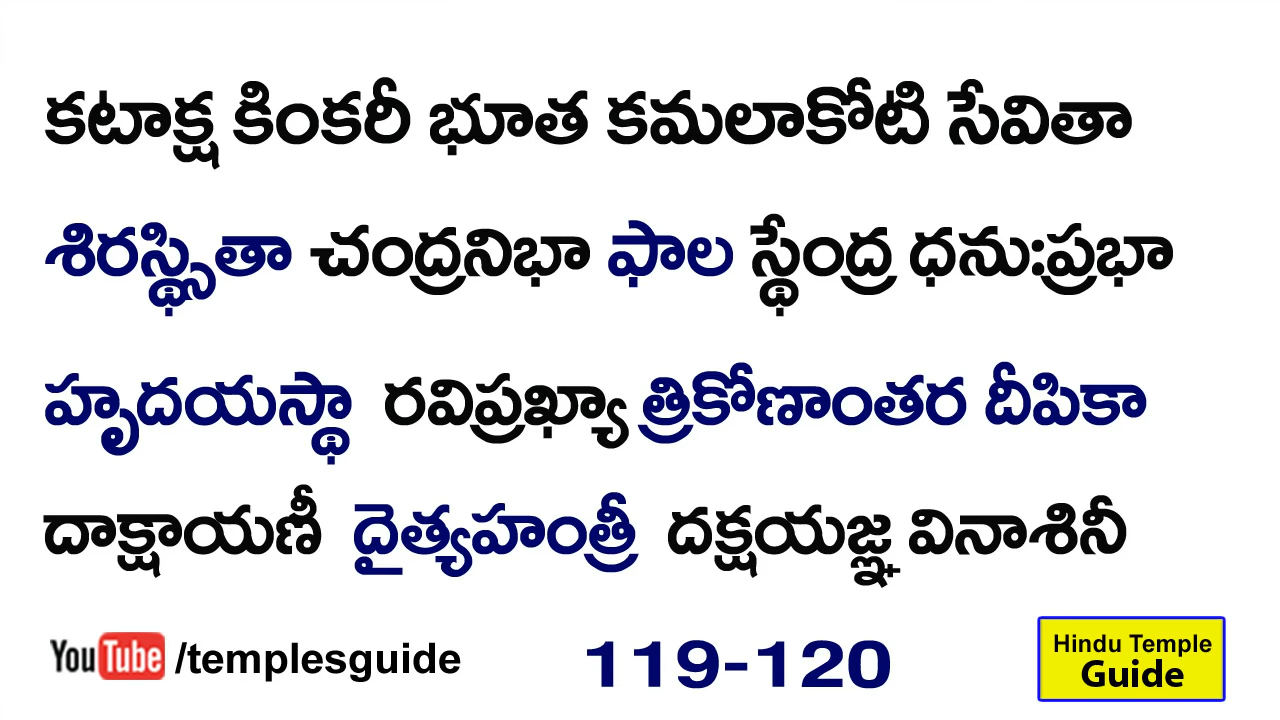 కటాక్ష కింకరీ భూత కమలాకోటి సేవితా
శిరస్థ్సితా చంద్రనిభా ఫాల స్థేంద్ర ధను:ప్రభా
హృదయస్థా రవిప్రఖ్యా త్రికోణాంతర దీపికా
దాక్షాయణీ దైత్యహంత్రీ దక్షయజ్ఞ వినాశినీ
YouTube /templesguide 119-120 Hindu Temple
Guide